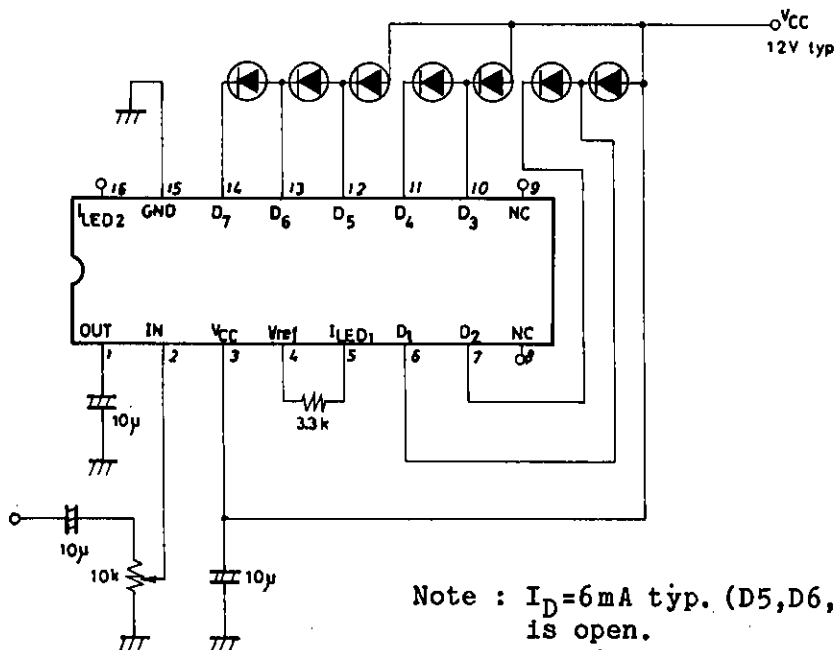 VCC
12V typ
16 15 14 13 12 11 10 9
ILED2 GND D7 D6 D5 D4 D3 NC
OUT IN VCC Vref ILED1 D1 D2 NC
1 2 3 4 5 6 7 8
10μ
3.3k
10μ
10k
10μ
Note : ID=6mA typ. (D5,D6,
is open.